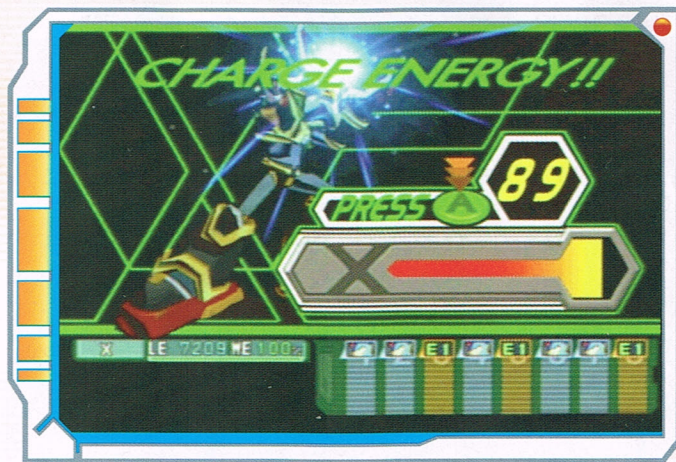 CHARGE ENERGY!!
89
PRESS A
X
X LE 7209 WE 100%
E1 E1 E1